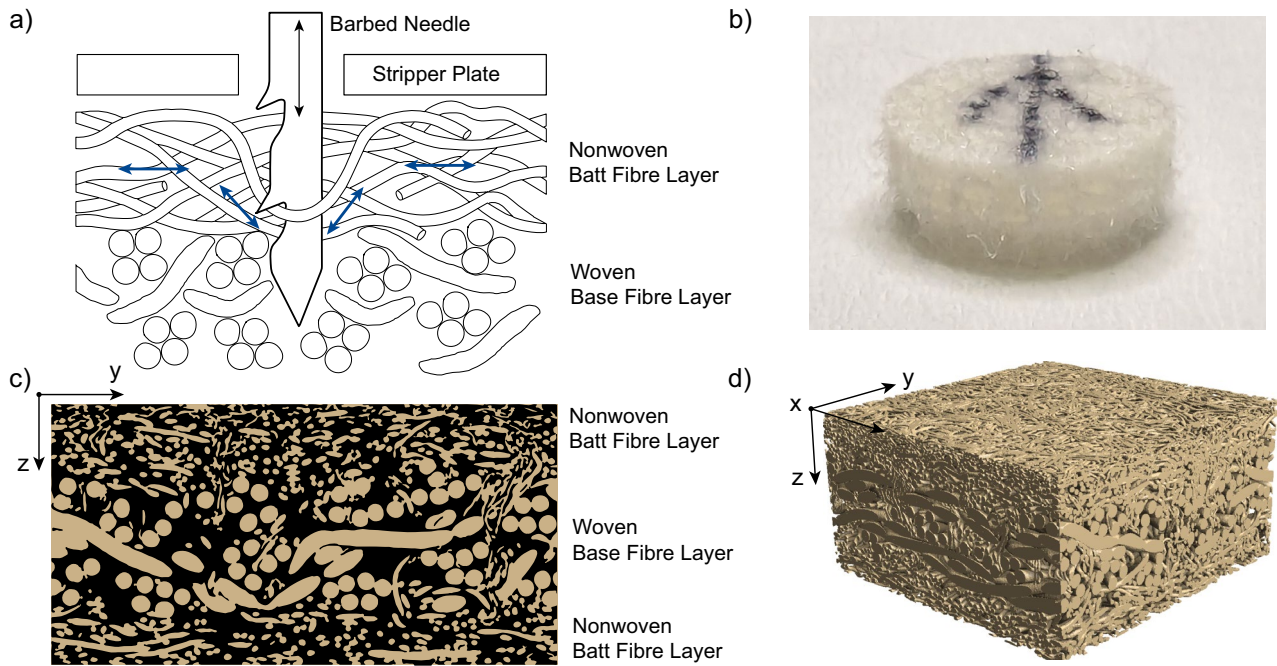 a)
Barbed Needle
Stripper Plate
Nonwoven
Batt Fibre Layer
Woven
Base Fibre Layer
b)
c)
y
z
Nonwoven
Batt Fibre Layer
Woven
Base Fibre Layer
Nonwoven
Batt Fibre Layer
d)
y
x
z